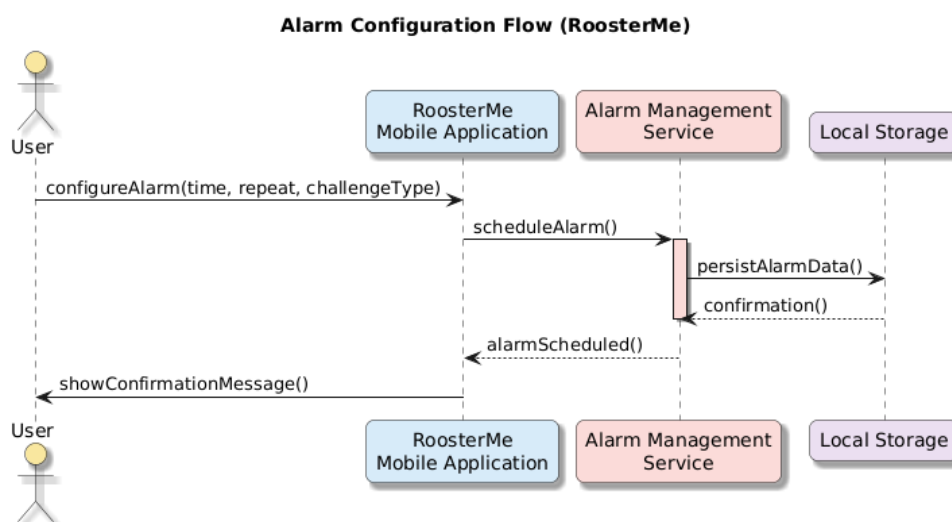 Alarm Configuration Flow (RoosterMe)
User
RoosterMe
Mobile Application
Alarm Management
Service
Local Storage
configureAlarm(time, repeat, challengeType)
scheduleAlarm()
persistAlarmData()
confirmation()
alarmScheduled()
showConfirmationMessage()
User
RoosterMe
Mobile Application
Alarm Management
Service
Local Storage